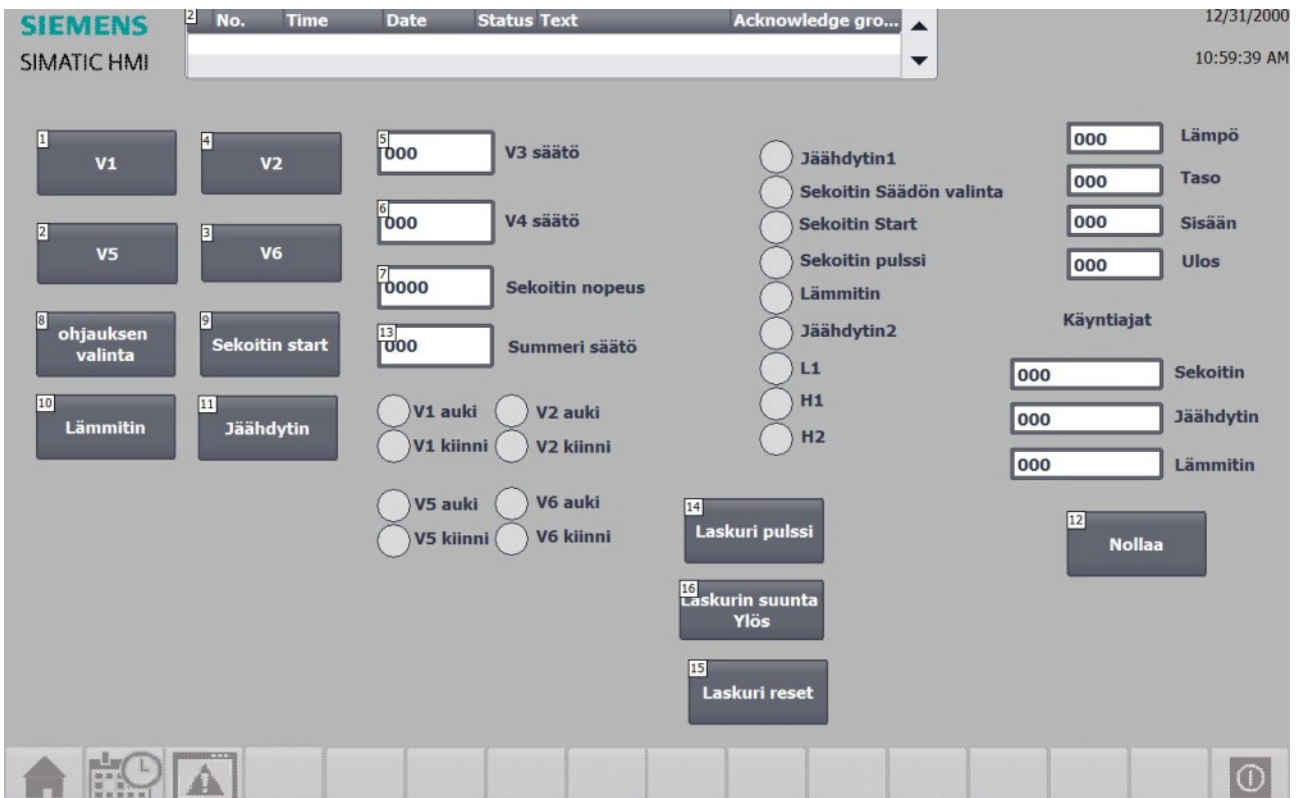 SIEMENS
SIMATIC HMI
2 No. Time Date Status Text Acknowledge gro...
12/31/2000
10:59:39 AM
1 V1
4 V2
2 V5
3 V6
8 ohjauksen
valinta
9 Sekoitin start
10 Lämmitin
11 Jäähdytin
5 000 V3 säätö
6 000 V4 säätö
7 0000 Sekoitin nopeus
13 000 Summeri säätö
V1 auki V2 auki
V1 kiinni V2 kiinni
V5 auki V6 auki
V5 kiinni V6 kiinni
Jäähdytin1
Sekoitin Säädön valinta
Sekoitin Start
Sekoitin pulssi
Lämmitin
Jäähdytin2
L1
H1
H2
14 Laskuri pulssi
16 Laskurin suunta
Ylös
15 Laskuri reset
000 Lämpö
000 Taso
000 Sisään
000 Ulos
Käyntiajat
000 Sekoitin
000 Jäähdytin
000 Lämmitin
12 Nollaa